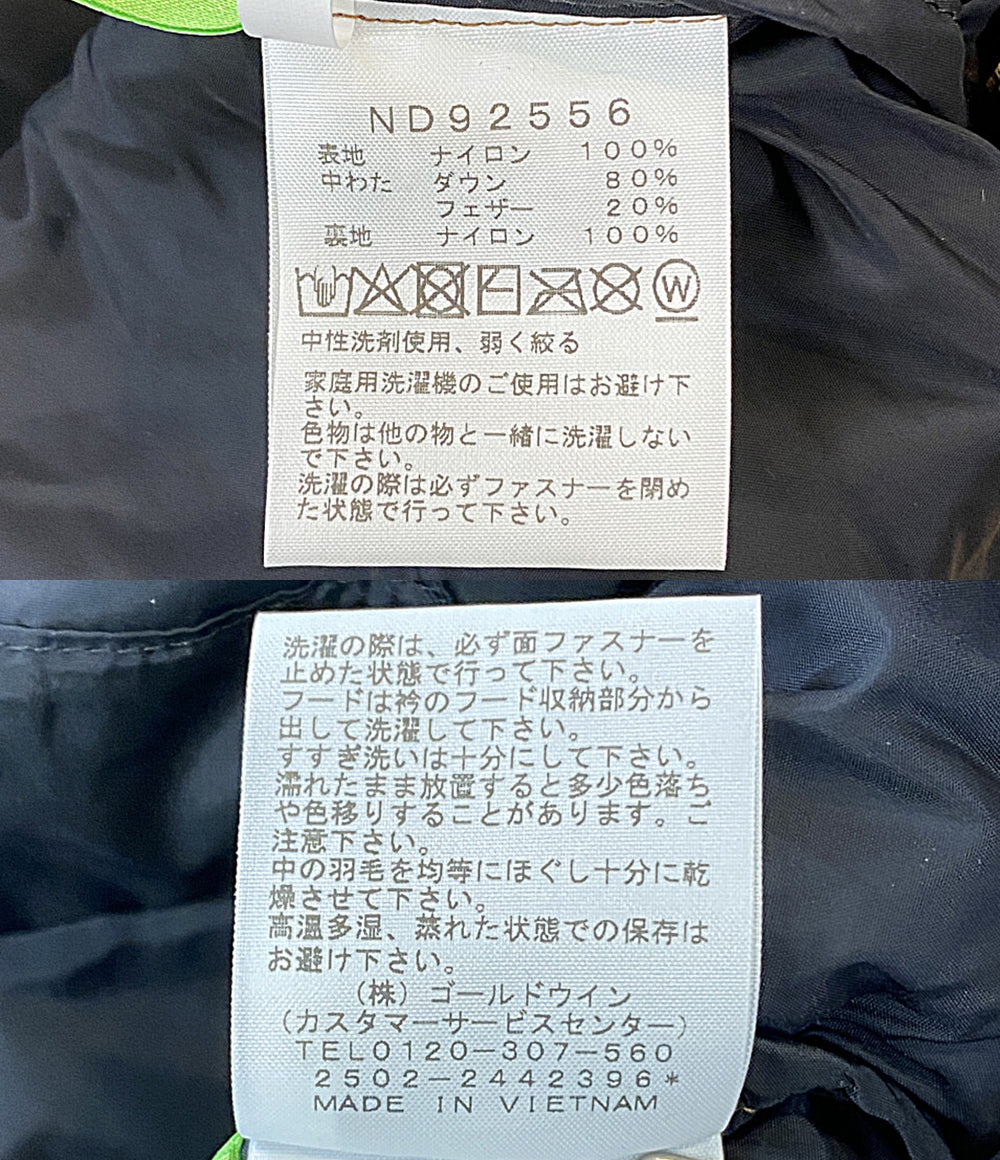 ND92556
表地 ナイロン 100%
中わた ダウン 80%
フェザー 20%
裏地 ナイロン 100%
W
中性洗剤使用、弱く絞る
家庭用洗濯機のご使用はお避け下
さい。
色物は他の物と一緒に洗濯しない
で下さい。
洗濯の際は必ずファスナーを閉め
た状態で行って下さい。
洗濯の際は、必ず面ファスナーを
止めた状態で行って下さい。
フードは衿のフード収納部分から
出して洗濯して下さい。
すすぎ洗いは十分にして下さい。
濡れたまま放置すると多少色落ち
や色移りすることがあります。ご
注意下さい。
中の羽毛を均等にほぐし十分に乾
燥させて下さい。
高温多湿、蒸れた状態での保存は
お避け下さい。
(株)ゴールドウイン
(カスタマーサービスセンター)
TEL0120-307-560
2502-2442396*
MADE IN VIETNAM